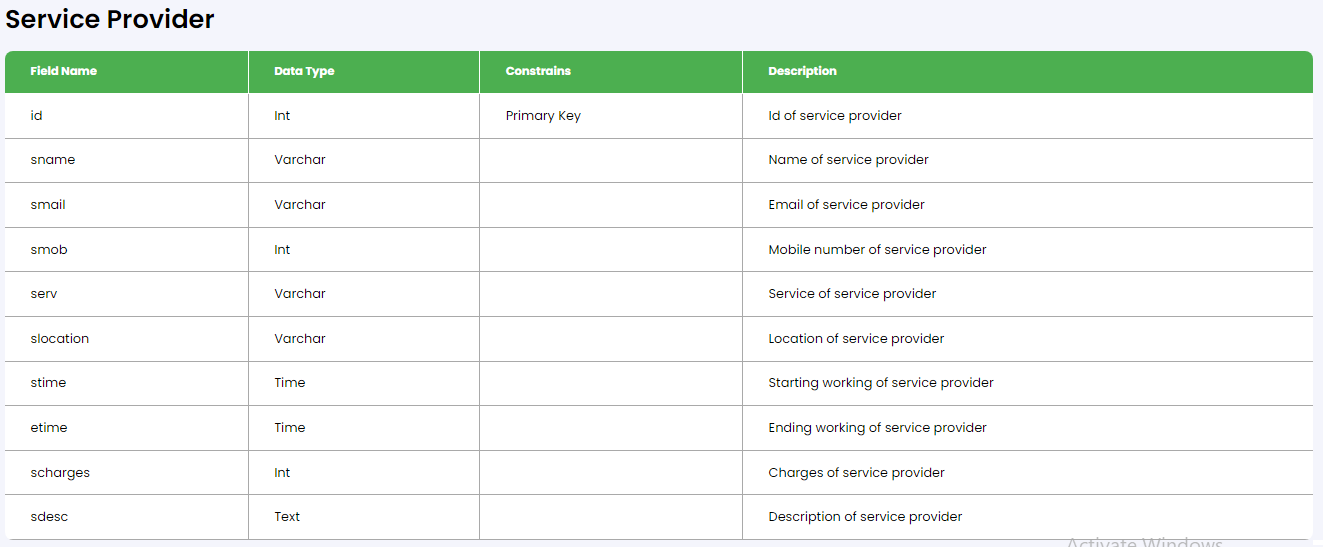 Service Provider
Field Name Data Type Constrains Description
id Int Primary Key Id of service provider
sname Varchar Name of service provider
smail Varchar Email of service provider
smob Int Mobile number of service provider
serv Varchar Service of service provider
slocation Varchar Location of service provider
stime Time Starting working of service provider
etime Time Ending working of service provider
scharges Int Charges of service provider
sdesc Text Description of service provider
Activate Windows